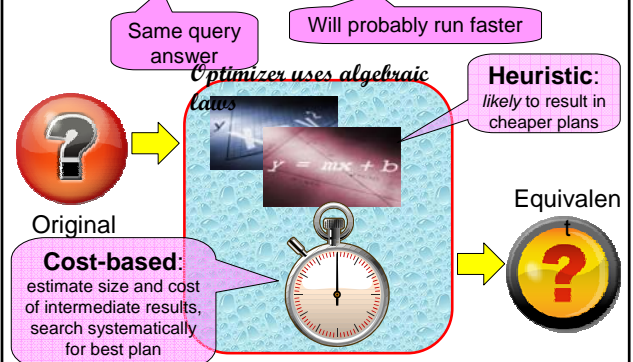 Same query
answer
Will probably run faster
Optimizer uses algebraic
laws
Heuristic:
likely to result in
cheaper plans
y = mx + b
Original
Equivalen
t
Cost-based:
estimate size and cost
of intermediate results,
search systematically
for best plan